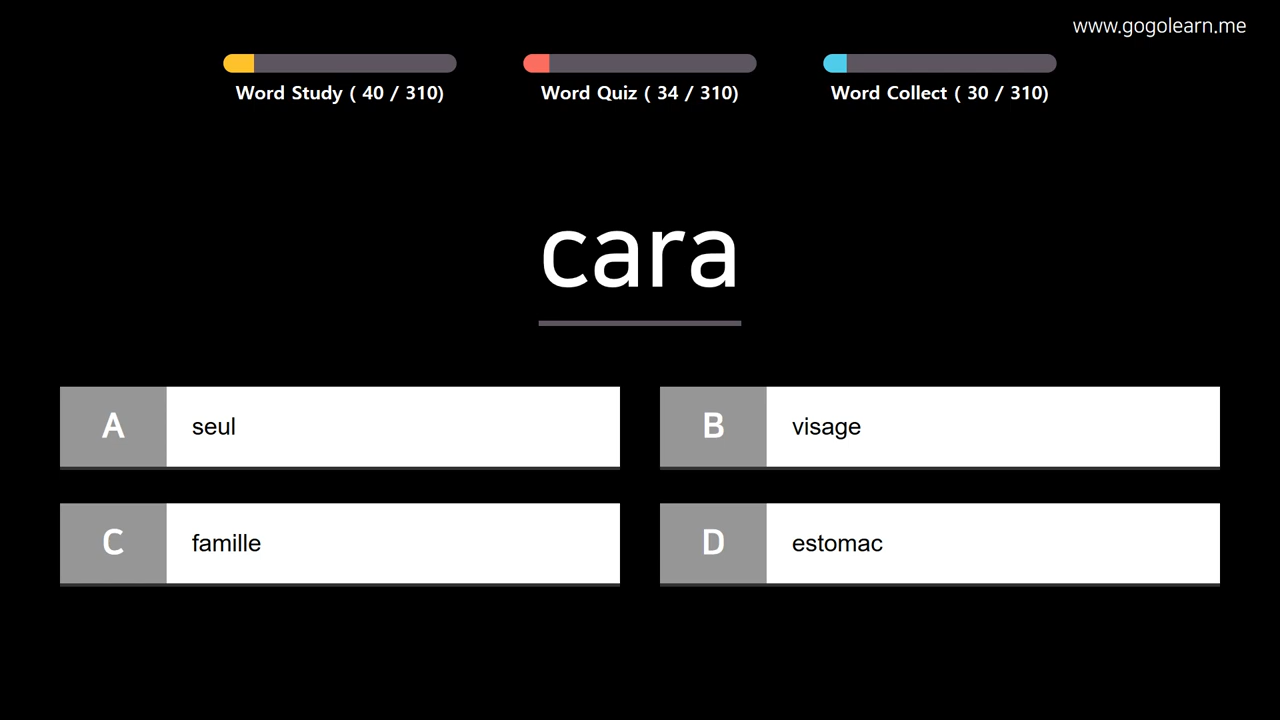 www.gogolearn.me
Word Study ( 40 / 310)
Word Quiz ( 34 / 310)
Word Collect ( 30 / 310)
cara
A seul
B visage
C famille
D estomac